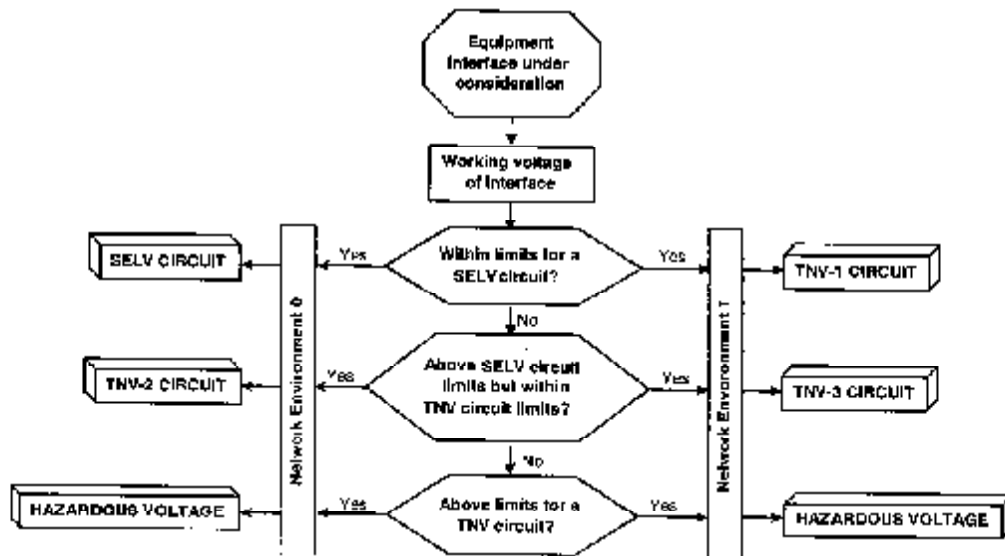 Equipment
Interface under
consideration
Working voltage
of Interface
Within limits for a
SELV circuit?
Yes
Yes
SELV CIRCUIT
TNV-1 CIRCUIT
No
Above SELV circuit
limits but within
TNV circuit limits?
Yes
Yes
TNV-2 CIRCUIT
TNV-3 CIRCUIT
No
Above limits for a
TNV circuit?
Yes
Yes
HAZARDOUS VOLTAGE
HAZARDOUS VOLTAGE
Network Environment 0
Network Envoronment 1